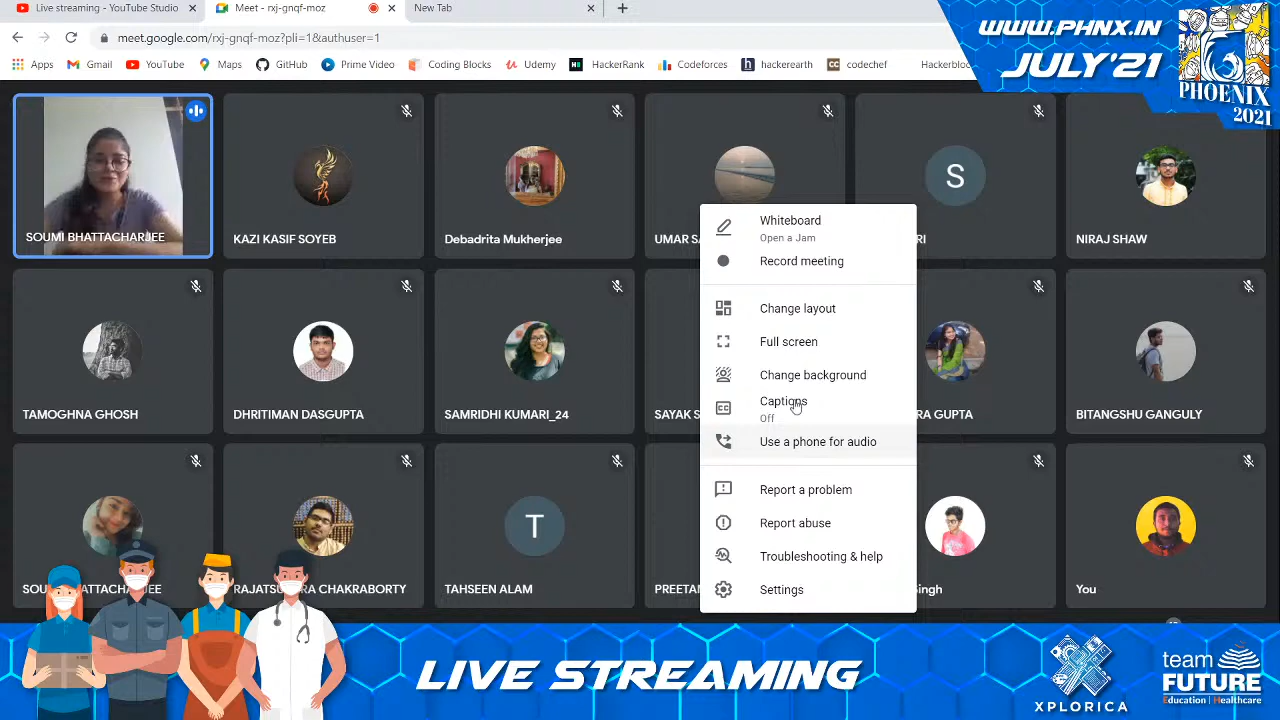 Live streaming - YouTube Studio
Meet - rxj-gnqf-moz
New Tab
meet.google.com/rxj-gnqf-moz?pli=1&authuser=1
Apps
Gmail
YouTube
Maps
GitHub
Prime Video
Coding Blocks
Udemy
HackerRank
Codeforces
hackerearth
codechef
WWW.PHNX.IN
JULY'21
PHOENIX
2021
SOUMI BHATTACHARJEE
KAZI KASIF SOYEB
Debadrita Mukherjee
UMAR
NIRAJ SHAW
S
TAMOGHNA GHOSH
DHRITIMAN DASGUPTA
SAMRIDHI KUMARI_24
SAYAK
GUPTA
BITANGSHU GANGULY
TAHSEEN ALAM
T
You
Whiteboard
Open a Jam
Record meeting
Change layout
Full screen
Change background
Captions
Off
Use a phone for audio
Report a problem
Report abuse
Troubleshooting & help
Settings
LIVE STREAMING
XPLORICA
team
FUTURE
Education | Healthcare